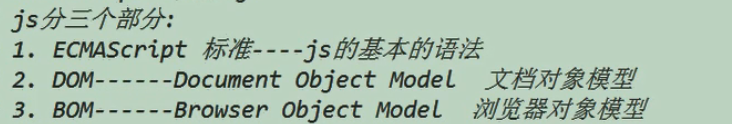 js分三个部分:
1. ECMAScript 标准----js的基本的语法
2. DOM------Document Object Model 文档对象模型
3. BOM------Browser Object Model 浏览器对象模型